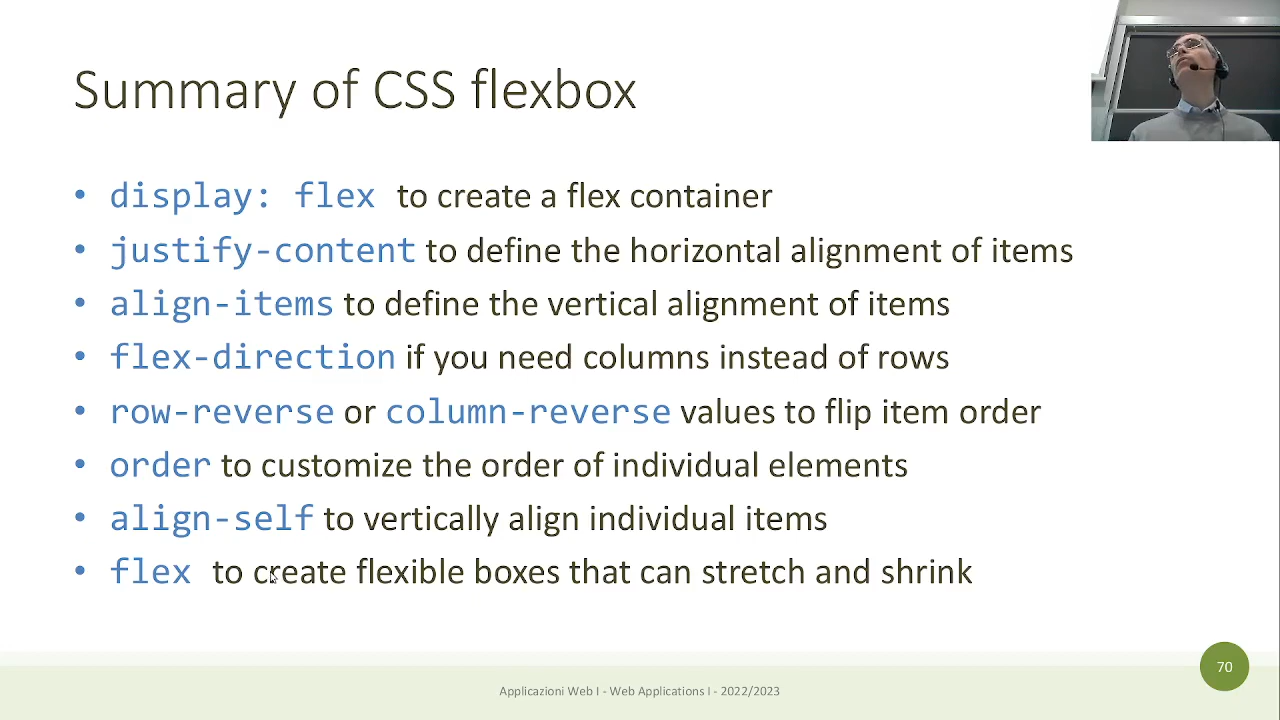 Summary of CSS flexbox
• display: flex to create a flex container
• justify-content to define the horizontal alignment of items
• align-items to define the vertical alignment of items
• flex-direction if you need columns instead of rows
• row-reverse or column-reverse values to flip item order
• order to customize the order of individual elements
• align-self to vertically align individual items
• flex to create flexible boxes that can stretch and shrink
70
Applicazioni Web I - Web Applications I - 2022/2023